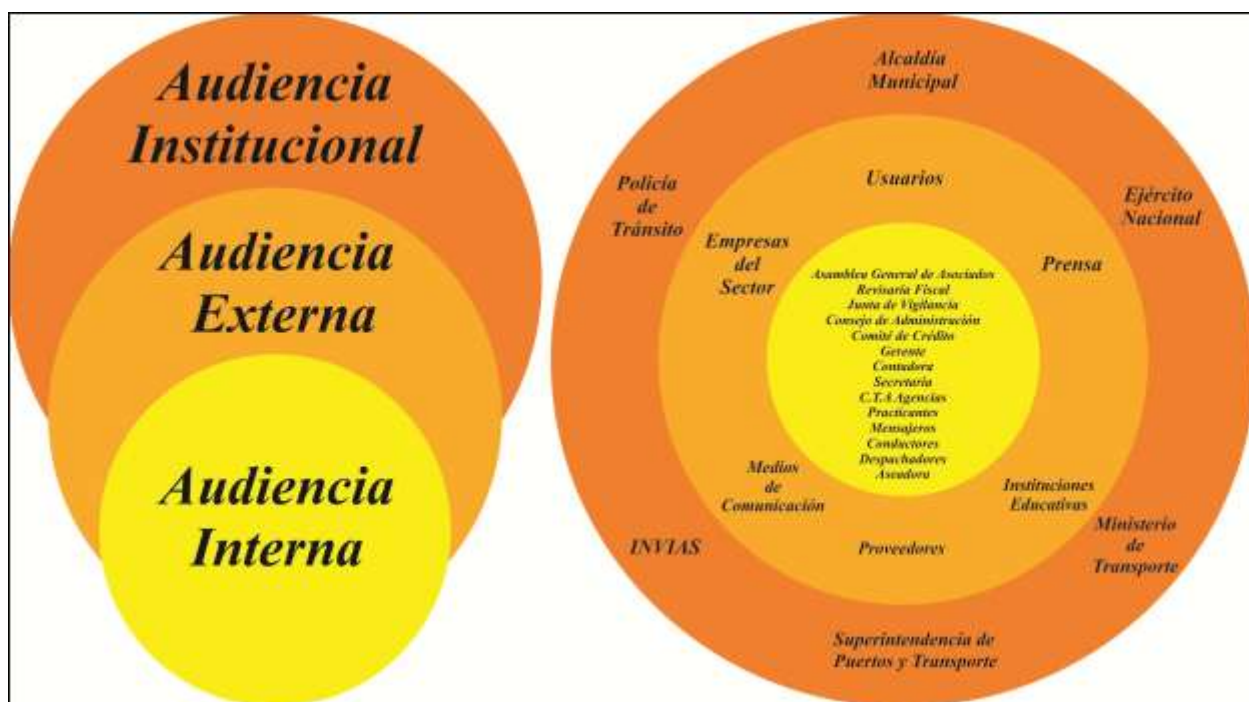 Audiencia
Institucional
Audiencia
Externa
Audiencia
Interna
Alcaldía
Municipal
Policía
de
Tránsito
Ejército
Nacional
Usuarios
Empresas
del
Sector
Prensa
Asamblea General de Asociados
Revisaría Fiscal
Junta de Vigilancia
Consejo de Administración
Comité de Crédito
Gerente
Contadora
Secretaria
C.T.A Agencias
Practicantes
Mensajeros
Conductores
Despachadores
Aseadora
Medios
de
Comunicación
Instituciones
Educativas
INVIAS
Proveedores
Ministerio
de
Transporte
Superintendencia de
Puertos y Transporte